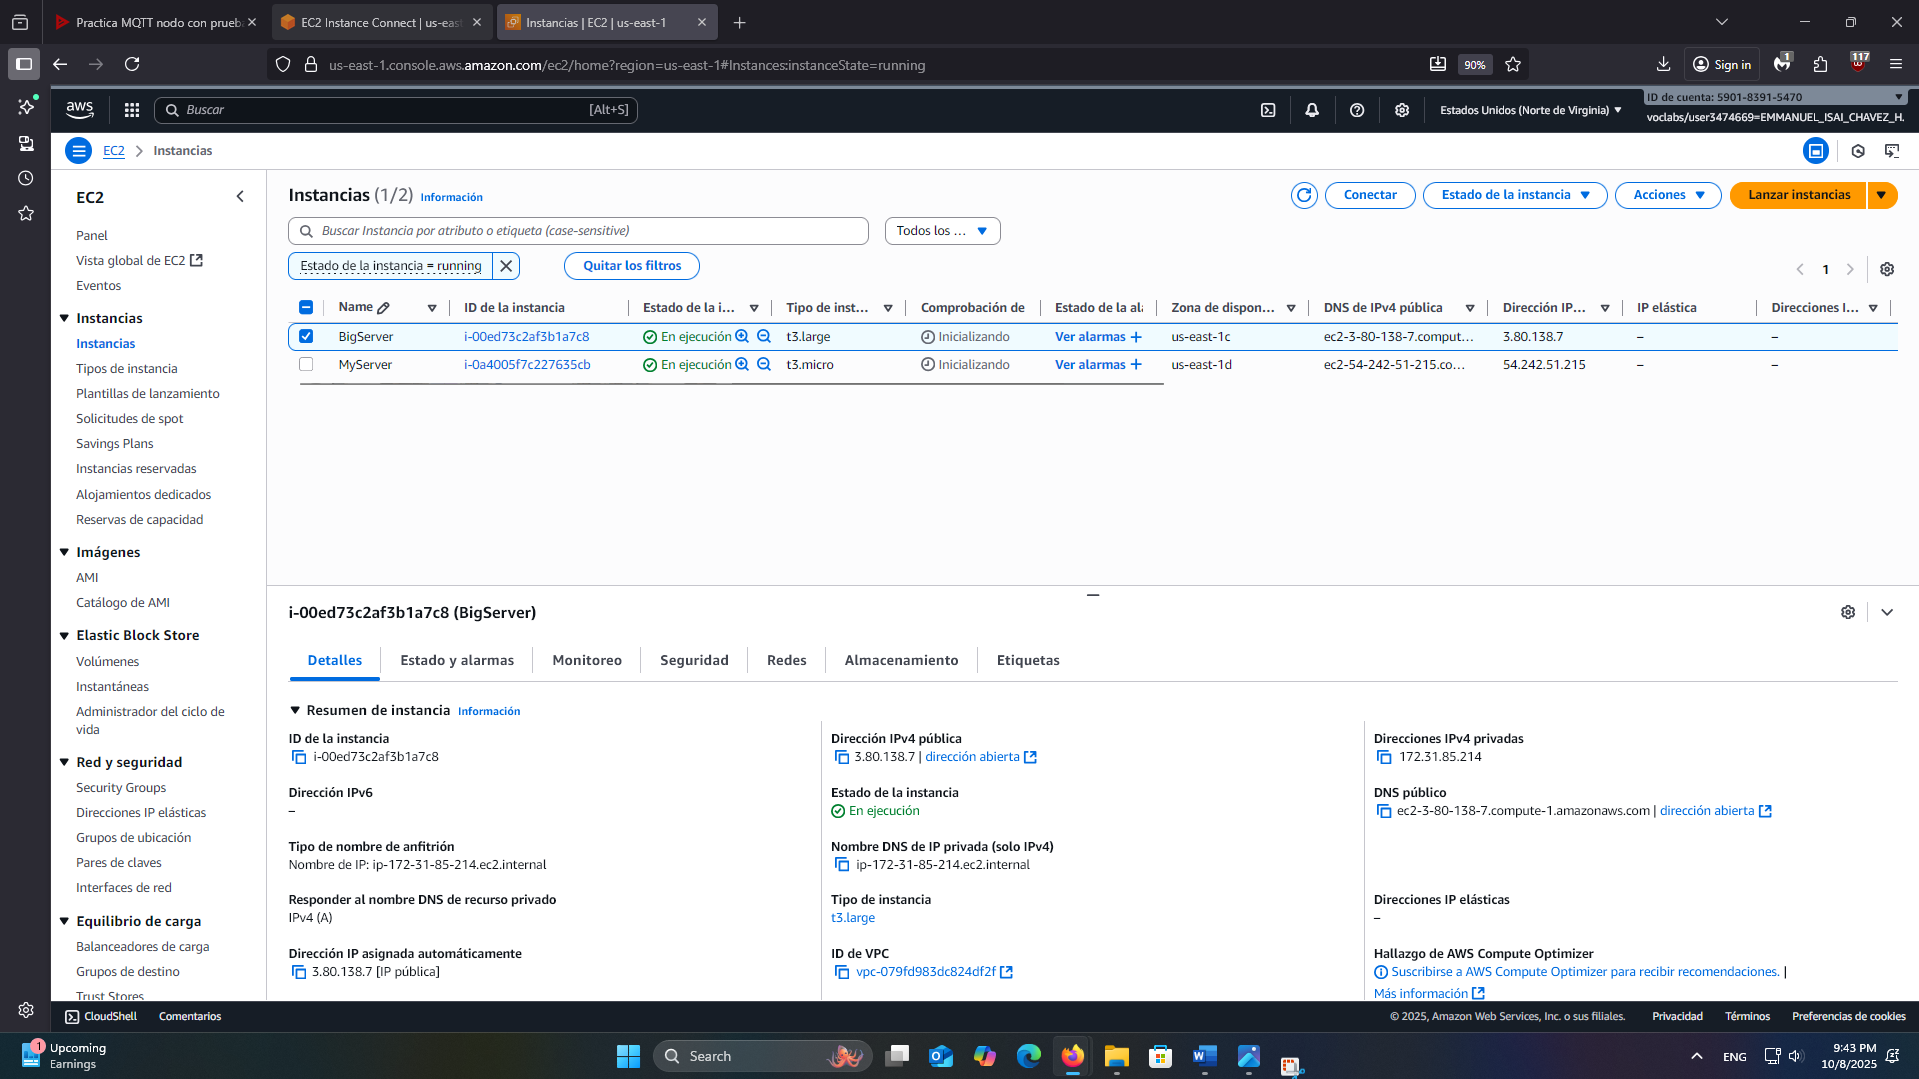 Practica MQTT nodo con prueb
EC2 Instance Connect | us-eas
Instancias | EC2 | us-east-1
us-east-1.console.aws.amazon.com/ec2/home?region=us-east-1#Instances:instanceState=running
90%
Sign in
1
117
aws
Buscar
[Alt+S]
Estados Unidos (Norte de Virginia)
ID de cuenta: 5901-8391-5470
voclabs/user3474669=EMMANUEL_ISAI_CHAVEZ_H.
EC2
Instancias
EC2
Panel
Vista global de EC2
Eventos
Instancias
Instancias
Tipos de instancia
Plantillas de lanzamiento
Solicitudes de spot
Savings Plans
Instancias reservadas
Alojamientos dedicados
Reservas de capacidad
Imágenes
AMI
Catálogo de AMI
Elastic Block Store
Volúmenes
Instantáneas
Administrador del ciclo de
vida
Red y seguridad
Security Groups
Direcciones IP elásticas
Grupos de ubicación
Pares de claves
Interfaces de red
Equilibrio de carga
Balanceadores de carga
Grupos de destino
Trust Stores
Instancias (1/2) Información
Conectar
Estado de la instancia
Acciones
Lanzar instancias
Buscar Instancia por atributo o etiqueta (case-sensitive)
Todos los ...
Estado de la instancia = running
Quitar los filtros
1
Name ID de la instancia Estado de la i... Tipo de inst... Comprobación de Estado de la ala Zona de dispon... DNS de IPv4 pública Dirección IP... IP elástica Direcciones I...
BigServer i-00ed73c2af3b1a7c8 En ejecución t3.large Inicializando Ver alarmas + us-east-1c ec2-3-80-138-7.comput... 3.80.138.7 – –
MyServer i-0a4005f7c227635cb En ejecución t3.micro Inicializando Ver alarmas + us-east-1d ec2-54-242-51-215.co... 54.242.51.215 – –
i-00ed73c2af3b1a7c8 (BigServer)
Detalles
Estado y alarmas
Monitoreo
Seguridad
Redes
Almacenamiento
Etiquetas
Resumen de instancia Información
ID de la instancia
i-00ed73c2af3b1a7c8
Dirección IPv4 pública
3.80.138.7 | dirección abierta
Direcciones IPv4 privadas
172.31.85.214
Dirección IPv6
–
Estado de la instancia
En ejecución
DNS público
ec2-3-80-138-7.compute-1.amazonaws.com | dirección abierta
Tipo de nombre de anfitrión
Nombre de IP: ip-172-31-85-214.ec2.internal
Nombre DNS de IP privada (solo IPv4)
ip-172-31-85-214.ec2.internal
Responder al nombre DNS de recurso privado
IPv4 (A)
Tipo de instancia
t3.large
Direcciones IP elásticas
–
Dirección IP asignada automáticamente
3.80.138.7 [IP pública]
ID de VPC
vpc-079fd983dc824df2f
Hallazgo de AWS Compute Optimizer
Suscribirse a AWS Compute Optimizer para recibir recomendaciones. |
Más información
CloudShell
Comentarios
© 2025, Amazon Web Services, Inc. o sus filiales.
Privacidad
Términos
Preferencias de cookies
1
Upcoming
Earnings
Search
ENG
9:43 PM
10/8/2025